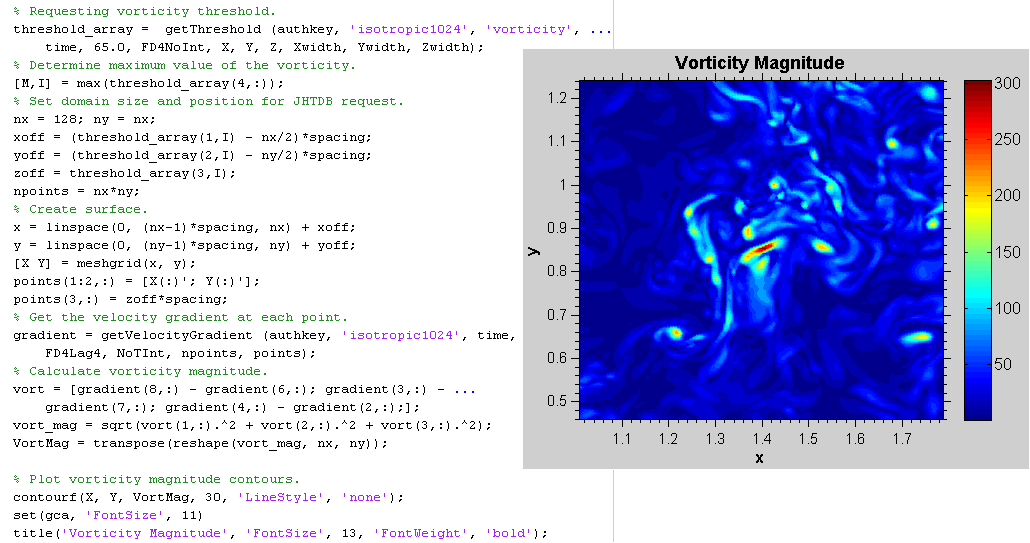 % Requesting vorticity threshold.
threshold_array =  getThreshold (authkey, 'isotropic1024', 'vorticity', ...
    time, 65.0, FD4NoInt, X, Y, Z, Xwidth, Ywidth, Zwidth);
% Determine maximum value of the vorticity.
[M,I] = max(threshold_array(4,:));
% Set domain size and position for JHTDB request.
nx = 128; ny = nx;
xoff = (threshold_array(1,I) - nx/2)*spacing;
yoff = (threshold_array(2,I) - ny/2)*spacing;
zoff = threshold_array(3,I);
npoints = nx*ny;
% Create surface.
x = linspace(0, (nx-1)*spacing, nx) + xoff;
y = linspace(0, (ny-1)*spacing, ny) + yoff;
[X Y] = meshgrid(x, y);
points(1:2,:) = [X(:)'; Y(:)'];
points(3,:) = zoff*spacing;
% Get the velocity gradient at each point.
gradient = getVelocityGradient (authkey, 'isotropic1024', time,
    FD4Lag4, NoTInt, npoints, points);
% Calculate vorticity magnitude.
vort = [gradient(8,:) - gradient(6,:); gradient(3,:) - ...
    gradient(7,:); gradient(4,:) - gradient(2,:);];
vort_mag = sqrt(vort(1,:).^2 + vort(2,:).^2 + vort(3,:).^2);
VortMag = transpose(reshape(vort_mag, nx, ny));
% Plot vorticity magnitude contours.
contourf(X, Y, VortMag, 30, 'LineStyle', 'none');
set(gca, 'FontSize', 11)
title('Vorticity Magnitude', 'FontSize', 13, 'FontWeight', 'bold');
Vorticity Magnitude
1.2
1.1
1
0.9
0.8
0.7
0.6
0.5
y
1.1 1.2 1.3 1.4 1.5 1.6 1.7
x
300
250
200
150
100
50